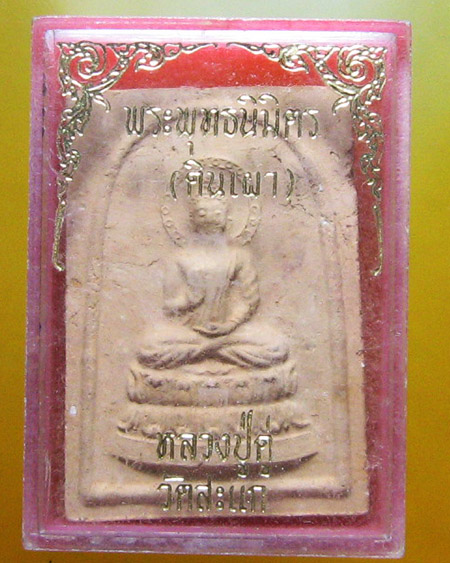 พระพุทธนิมิตร
(ดินเผา)
หลวงปู่ดู่
วัดสะแก